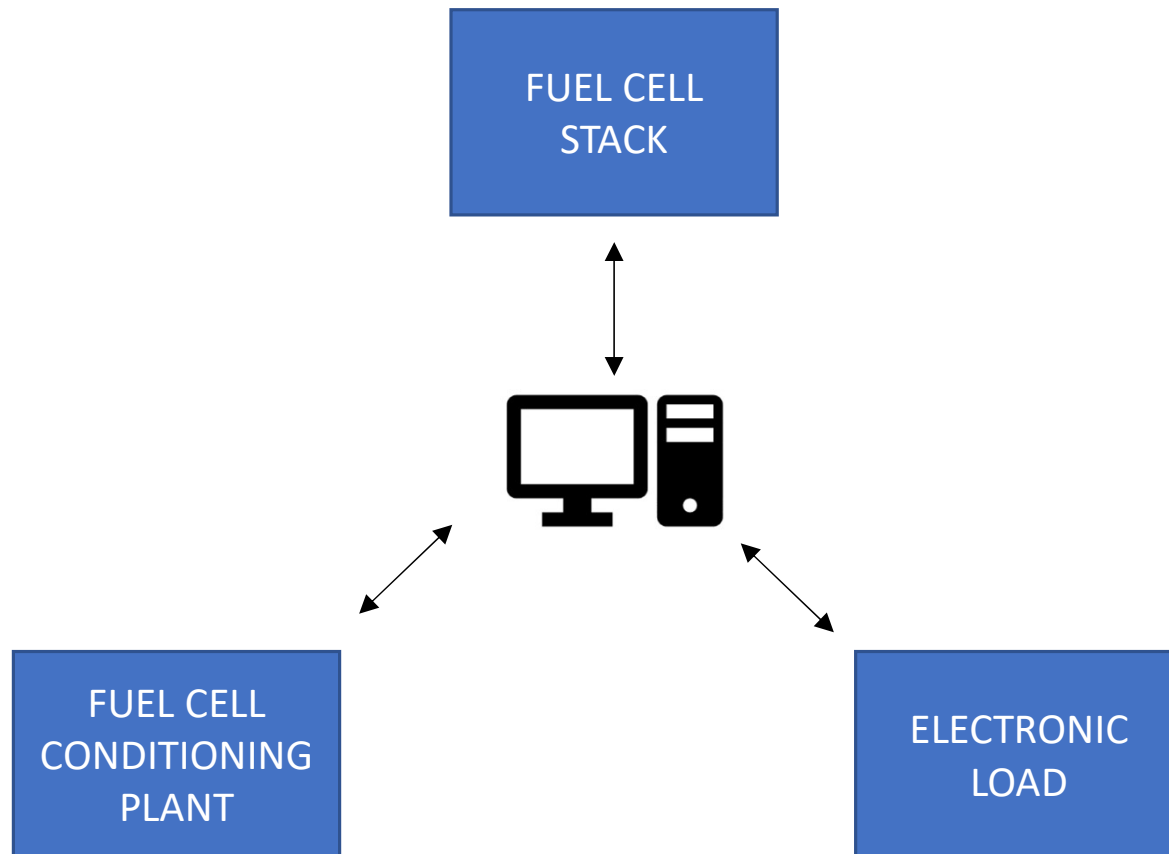 FUEL CELL
STACK
FUEL CELL
CONDITIONING
PLANT
ELECTRONIC
LOAD